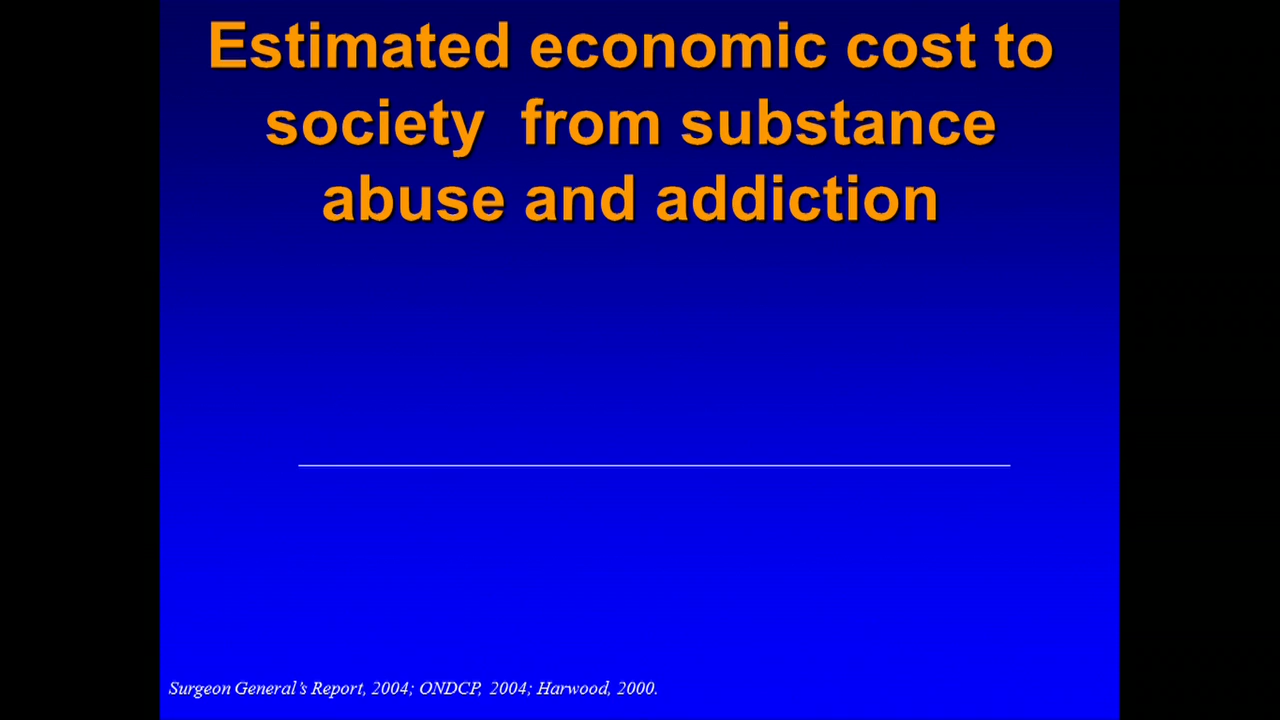 Estimated economic cost to
society  from substance
abuse and addiction
Surgeon General's Report, 2004; ONDCP, 2004; Harwood, 2000.